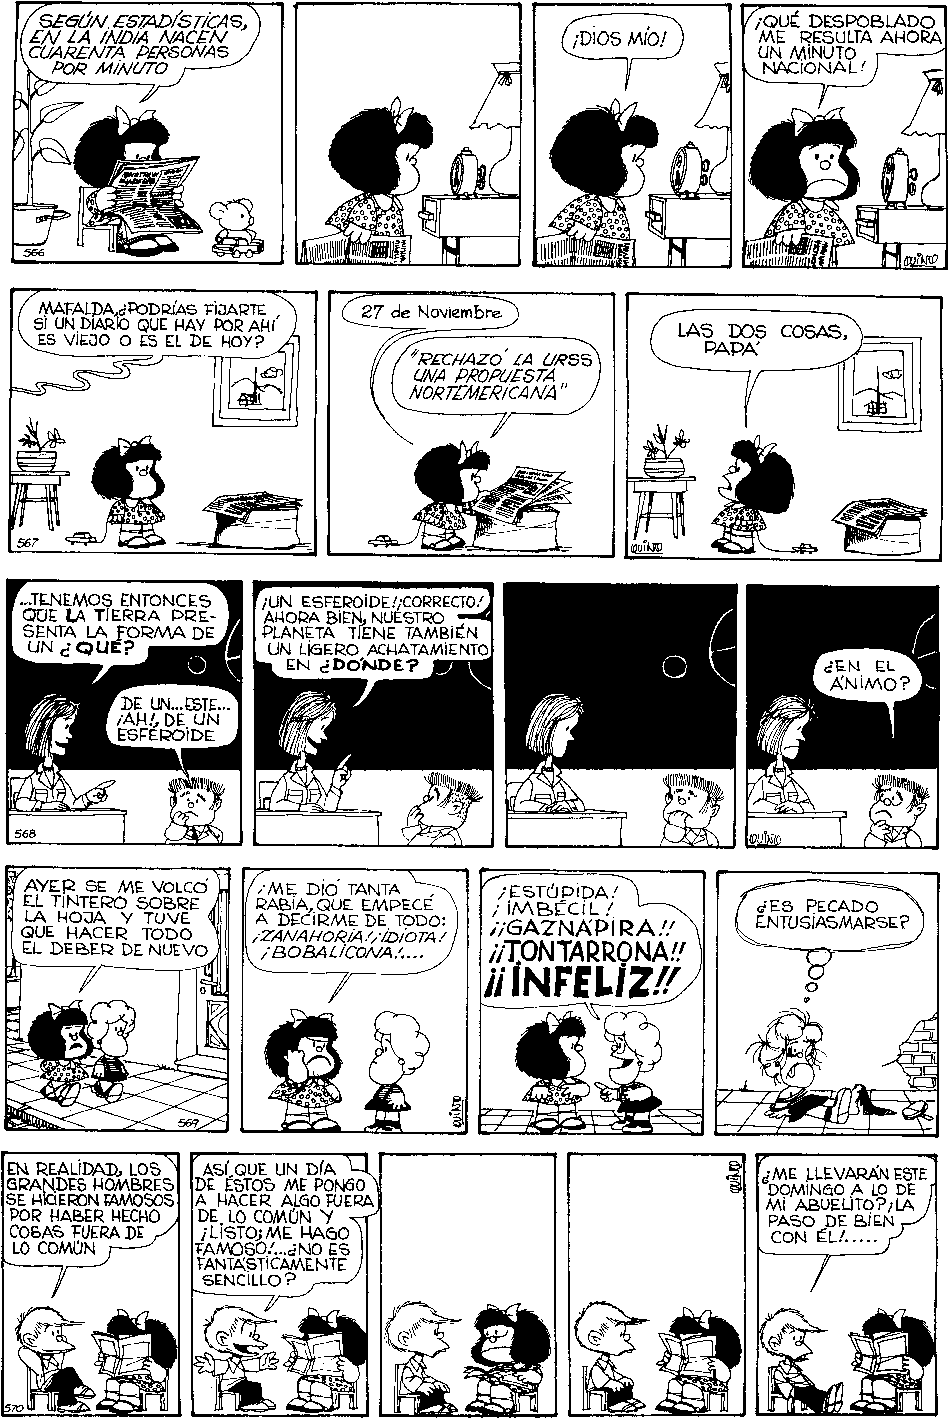 SEGÚN ESTADÍSTICAS,
EN LA INDIA NACEN
CUARENTA PERSONAS
POR MINUTO
566
¡DIOS MÍO!
¡QUÉ DESPOBLADO
ME RESULTA AHORA
UN MINUTO
NACIONAL!
QUINO
MAFALDA,¿PODRÍAS FIJARTE
SI UN DIARIO QUE HAY POR AHÍ
ES VIEJO O ES EL DE HOY?
567
27 de Noviembre
"RECHAZÓ LA URSS
UNA PROPUESTA
NORTEMERICANA"
LAS DOS COSAS,
PAPÁ
QUINO
...TENEMOS ENTONCES
QUE LA TIERRA PRE-
SENTA LA FORMA DE
UN ¿QUÉ?
DE UN...ESTE...
¡AH!, DE UN
ESFEROIDE
568
¡UN ESFEROIDE!¡CORRECTO!
AHORA BIEN, NUESTRO
PLANETA TIENE TAMBIÉN
UN LIGERO ACHATAMIENTO
EN ¿DÓNDE?
¿EN EL
ÁNIMO?
QUINO
AYER SE ME VOLCÓ
EL TINTERO SOBRE
LA HOJA Y TUVE
QUE HACER TODO
EL DEBER DE NUEVO
569
¡ME DIÓ TANTA
RABIA, QUE EMPECÉ
A DECIRME DE TODO:
¡ZANAHORIA!¡IDIOTA!
¡BOBALICONA!....
QUINO
¡ESTÚPIDA!
¡IMBÉCIL!
¡¡GAZNÁPIRA!!
¡¡TONTARRONA!!
¡¡INFELIZ!!
¿ES PECADO
ENTUSIASMARSE?
EN REALIDAD, LOS
GRANDES HOMBRES
SE HICIERON FAMOSOS
POR HABER HECHO
COSAS FUERA DE
LO COMÚN
570
ASÍ QUE UN DÍA
DE ÉSTOS ME PONGO
A HACER ALGO FUERA
DE LO COMÚN Y
¡LISTO; ME HAGO
FAMOSO!...¿NO ES
FANTÁSTICAMENTE
SENCILLO?
QUINO
¿ME LLEVARÁN ESTE
DOMINGO A LO DE
MI ABUELITO?¡LA
PASO DE BIEN
CON ÉL!.....